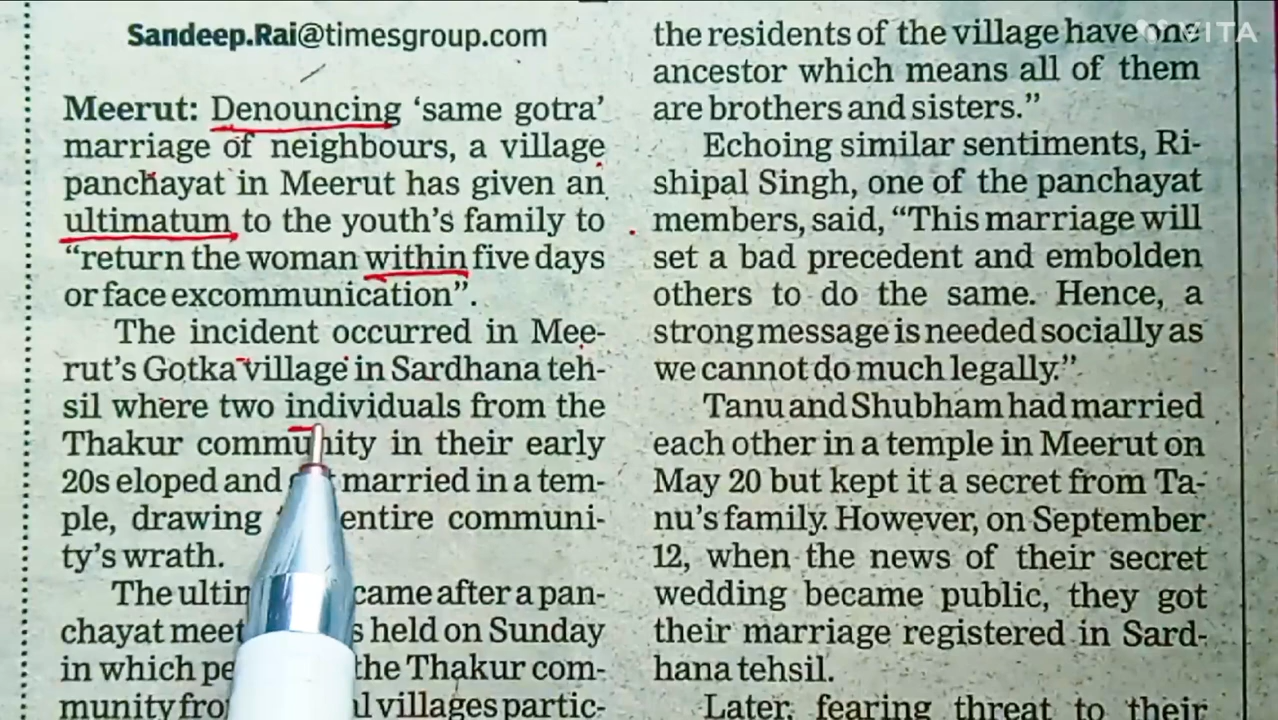 Sandeep.Rai@timesgroup.com
Meerut: Denouncing ‘same gotra’
marriage of neighbours, a village
panchayat in Meerut has given an
ultimatum to the youth’s family to
“return the woman within five days
or face excommunication”.
The incident occurred in Mee-
rut’s Gotka village in Sardhana teh-
sil where two individuals from the
Thakur community in their early
20s eloped and married in a tem-
ple, drawing entire communi-
ty’s wrath.
The came after a pan-
chayat held on Sunday
in which the Thakur com-
munity villages partic-
the residents of the village have one
ancestor which means all of them
are brothers and sisters.”
Echoing similar sentiments, Ri-
shipal Singh, one of the panchayat
members, said, “This marriage will
set a bad precedent and embolden
others to do the same. Hence, a
strong message is needed socially as
we cannot do much legally.”
Tanu and Shubham had married
each other in a temple in Meerut on
May 20 but kept it a secret from Ta-
nu’s family. However, on September
12, when the news of their secret
wedding became public, they got
their marriage registered in Sard-
hana tehsil.
Later, fearing threat to their
VITA